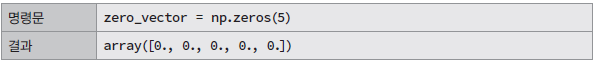 명령문 zero_vector = np.zeros(5)
결과 array([0., 0., 0., 0., 0.])